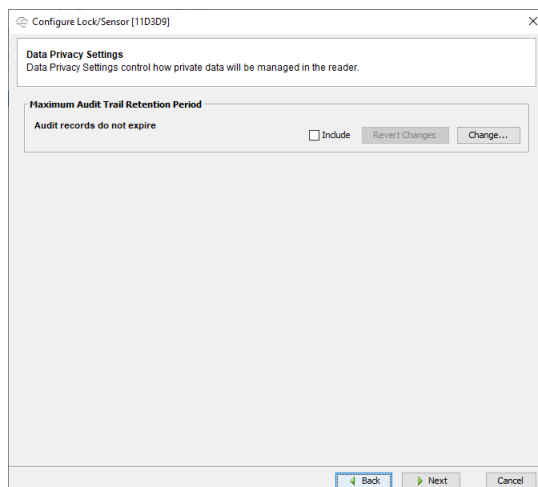 Configure Lock/Sensor [11D3D9]
Data Privacy Settings
Data Privacy Settings control how private data will be managed in the reader.
Maximum Audit Trail Retention Period
Audit records do not expire
Include
Revert Changes
Change...
Back
Next
Cancel